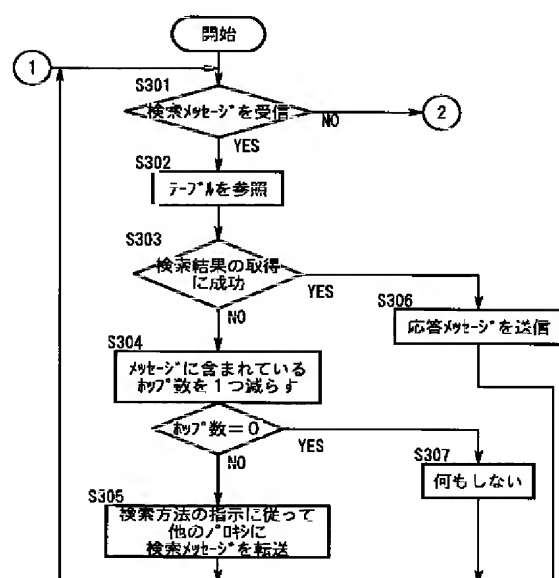 開始
1
S301
検索メッセージを受信
NO
2
YES
S302
テーブルを参照
S303
検索結果の取得
に成功
YES
S306
NO
応答メッセージを送信
S304
メッセージに含まれている
ホップ数を1つ減らす
ホップ数=0
YES
NO
S307
何もしない
S305
検索方法の指示に従って
他のプロキシに
検索メッセージを転送